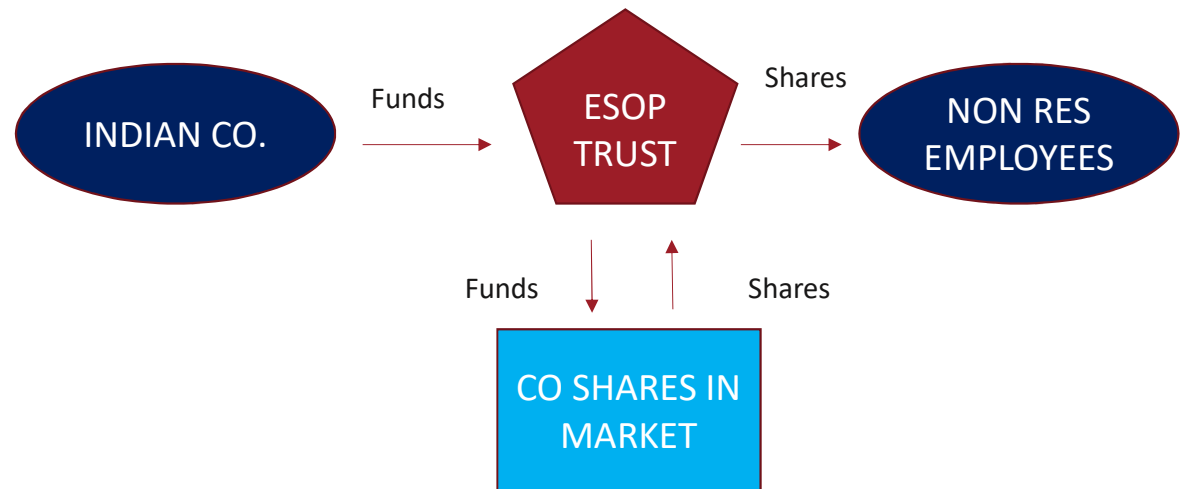 INDIAN CO.
Funds
ESOP
TRUST
Shares
NON RES
EMPLOYEES
Funds
Shares
CO SHARES IN
MARKET